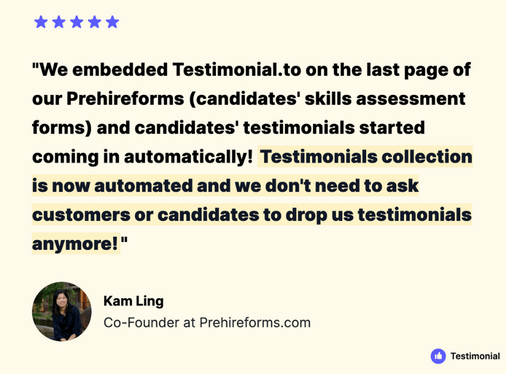 "We embedded Testimonial.to on the last page of
our Prehireforms (candidates' skills assessment
forms) and candidates' testimonials started
coming in automatically! Testimonials collection
is now automated and we don't need to ask
customers or candidates to drop us testimonials
anymore!"
Kam Ling
Co-Founder at Prehireforms.com
Testimonial